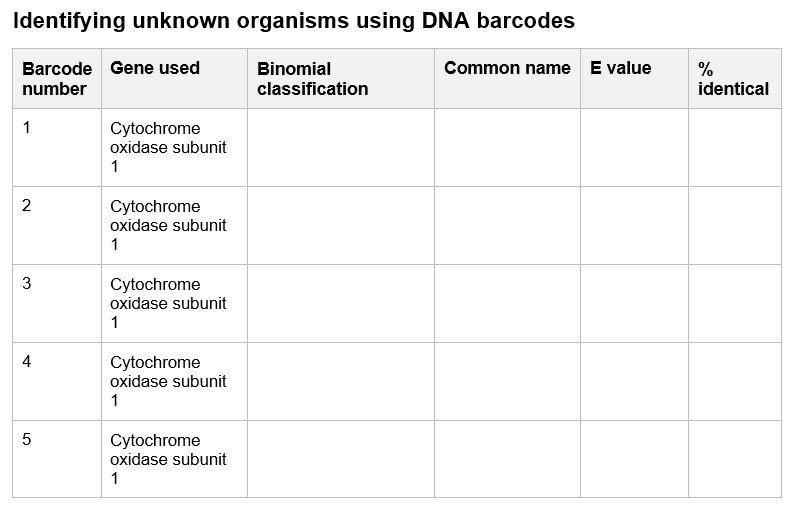 Identifying unknown organisms using DNA barcodes
Barcode number
Gene used
Binomial classification
Common name
E value
% identical
1
Cytochrome
oxidase subunit
1
2
Cytochrome
oxidase subunit
1
3
Cytochrome
oxidase subunit
1
4
Cytochrome
oxidase subunit
1
5
Cytochrome
oxidase subunit
1